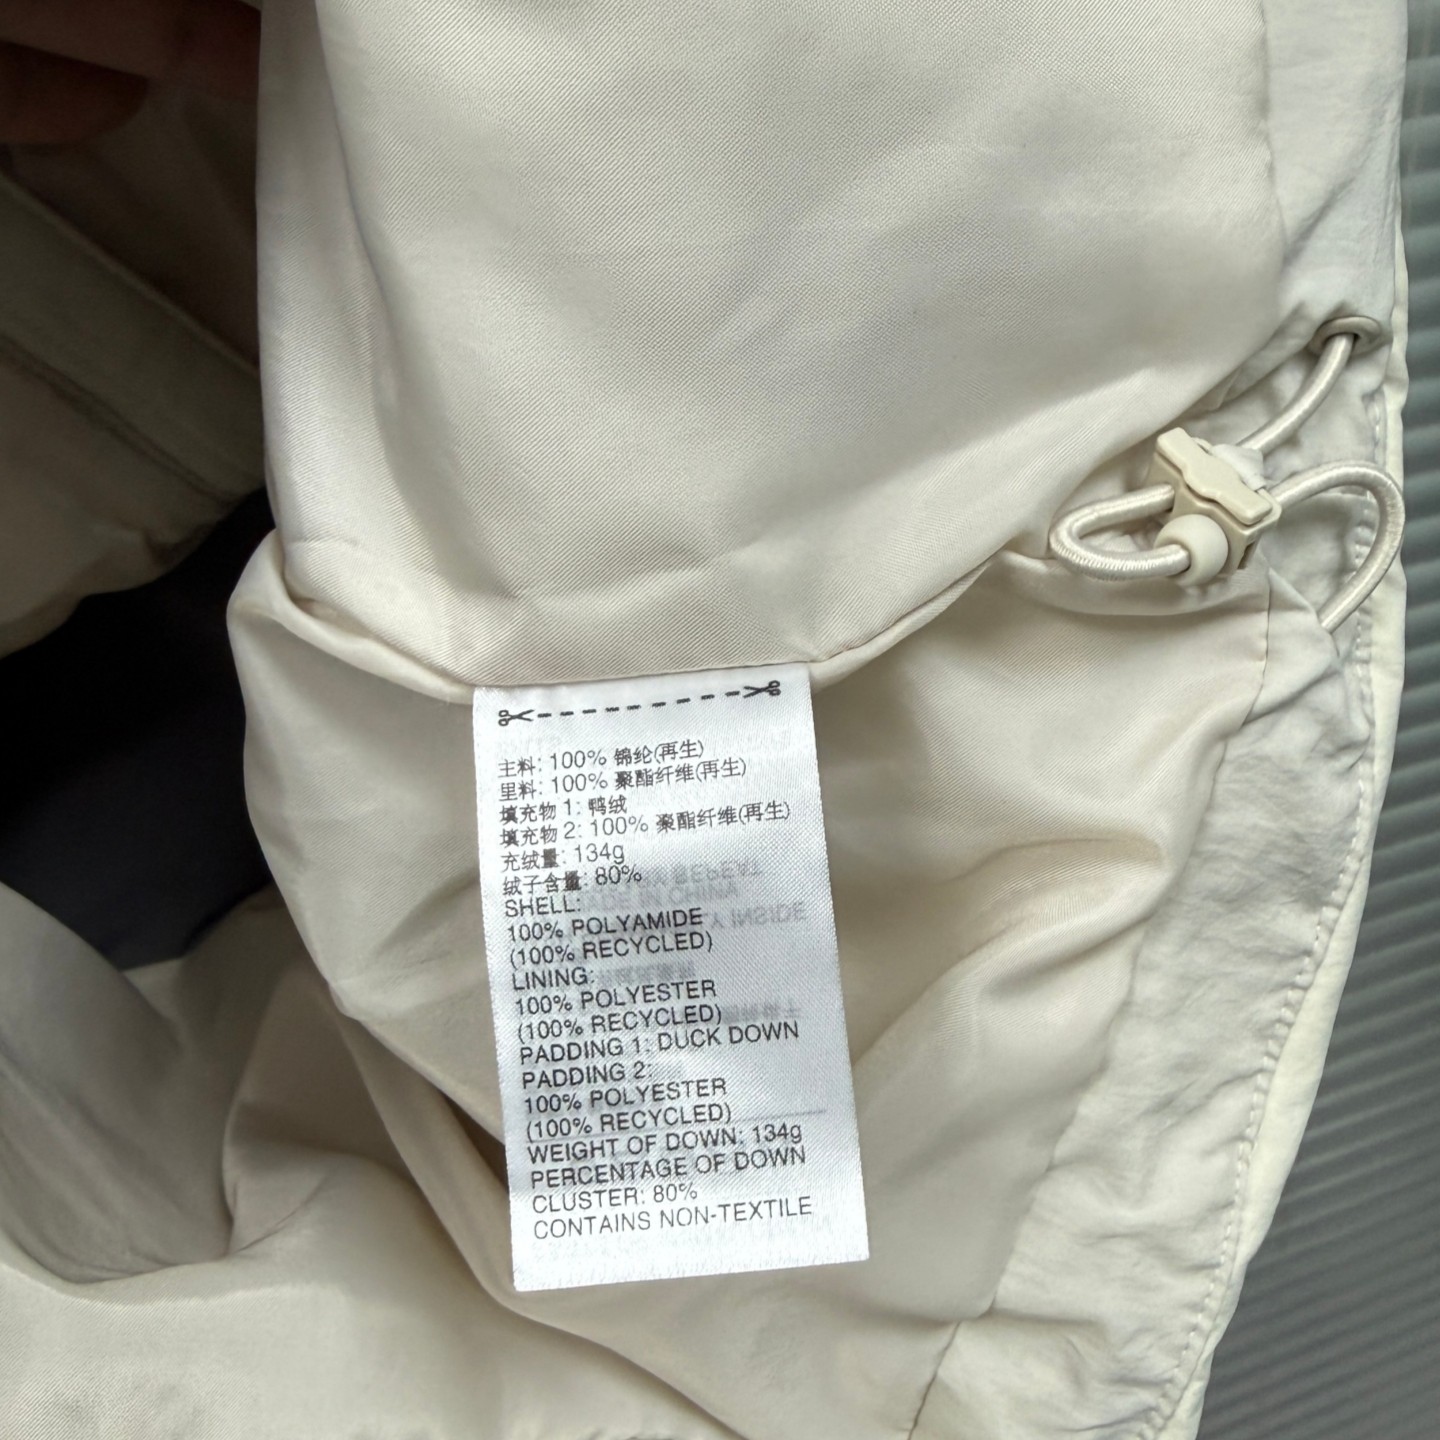 主料: 100% 锦纶(再生)
里料: 100% 聚酯纤维(再生)
填充物 1: 鸭绒
填充物 2: 100% 聚酯纤维(再生)
充绒量: 134g
绒子含量: 80%
SHELL:
100% POLYAMIDE
(100% RECYCLED)
LINING:
100% POLYESTER
(100% RECYCLED)
PADDING 1: DUCK DOWN
PADDING 2:
100% POLYESTER
(100% RECYCLED)
WEIGHT OF DOWN: 134g
PERCENTAGE OF DOWN
CLUSTER: 80%
CONTAINS NON-TEXTILE